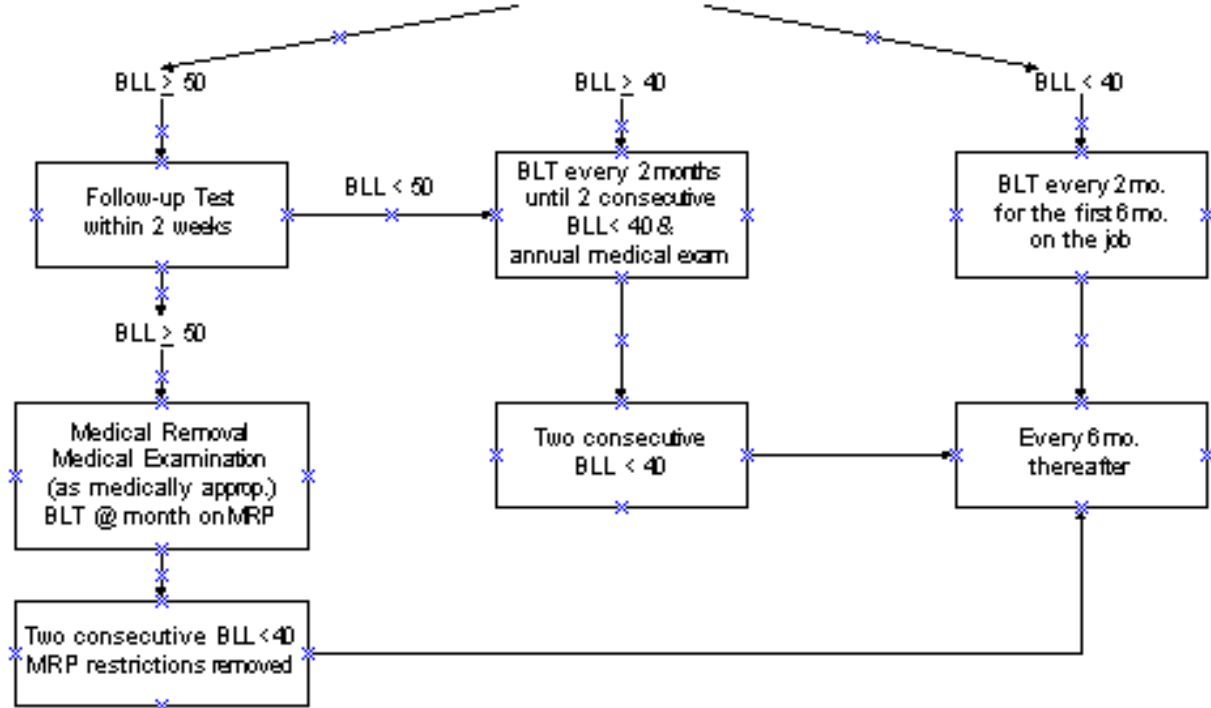 BLL ≥ 50
BLL ≥ 40
BLL < 40
Follow-up Test
within 2 weeks
BLL < 50
BLT every 2 months
until 2 consecutive
BLL< 40 &
annual medical exam
BLT every 2 mo.
for the first 6 mo.
on the job
BLL ≥ 50
Medical Removal
Medical Examination
(as medically approp.)
BLT @ month on MRP
Two consecutive
BLL < 40
Every 6 mo.
thereafter
Two consecutive BLL <40
MRP restrictions removed